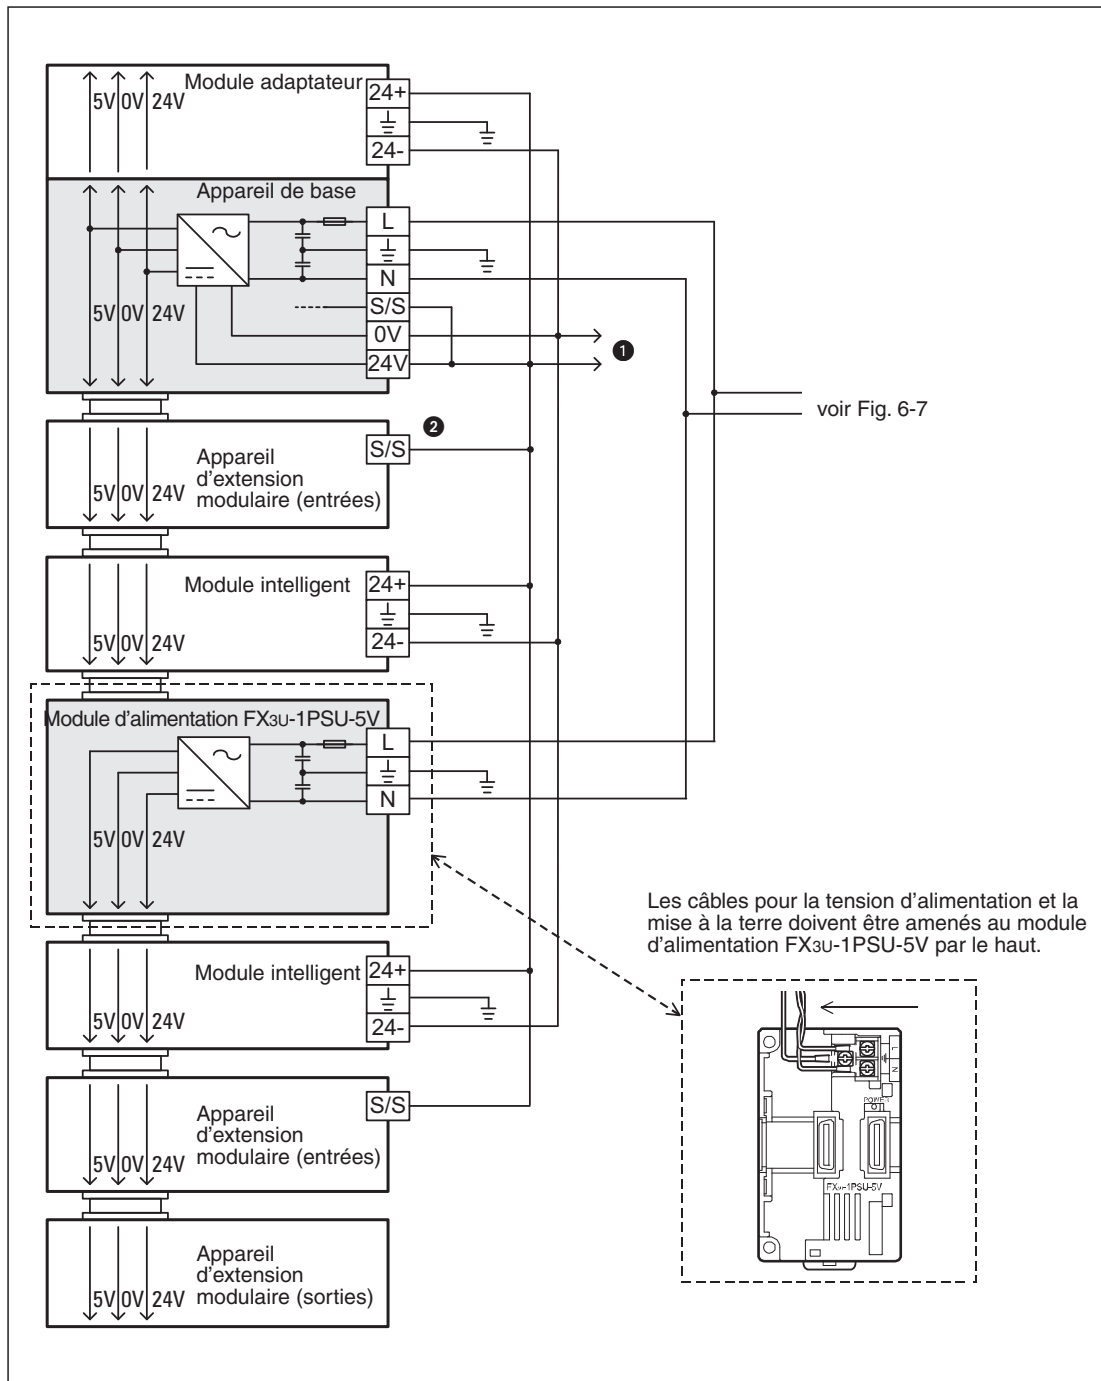 Module adaptateur
5V 0V 24V
24+
24-
Appareil de base
L
N
S/S
0V
24V
5V 0V 24V
❶
voir Fig. 6-7
❷
S/S
Appareil
d'extension
modulaire (entrées)
5V 0V 24V
Module intelligent
24+
24-
5V 0V 24V
Module d'alimentation FX3U-1PSU-5V
L
N
5V 0V 24V
Les câbles pour la tension d'alimentation et la
mise à la terre doivent être amenés au module
d'alimentation FX3U-1PSU-5V par le haut.
Module intelligent
24+
24-
5V 0V 24V
L
N
POWER
FX3U-1PSU-5V
S/S
Appareil
d'extension
modulaire (entrées)
5V 0V 24V
Appareil
d'extension
modulaire (sorties)
5V 0V 24V